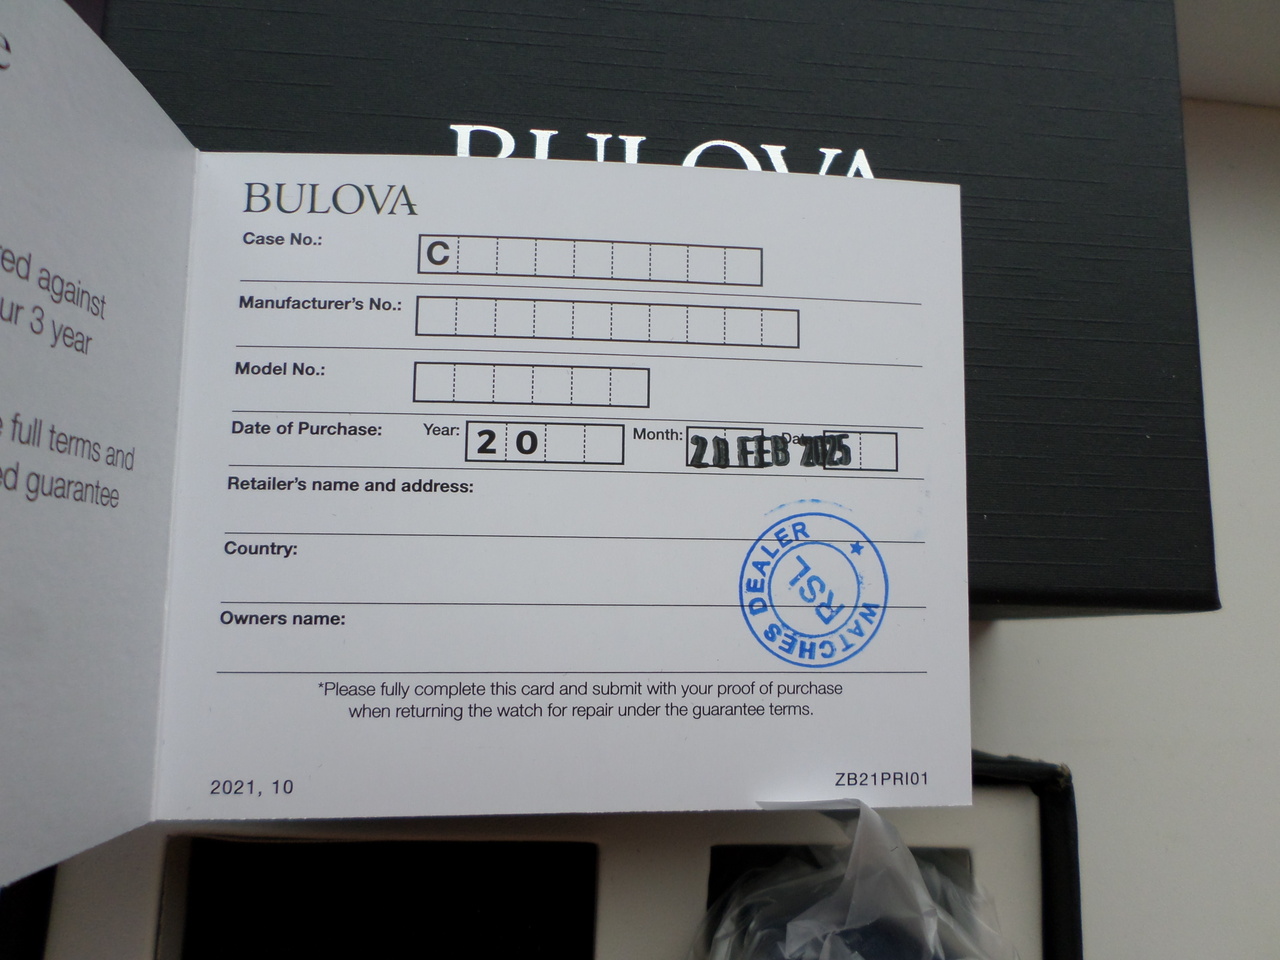 BULOVA
e
BULOVA
Case No.: C
red against
ur 3 year
Manufacturer's No.:
Model No.:
Date of Purchase: Year: 2 0 Month: Date
20 FEB 2025
full terms and
ed guarantee
Retailer's name and address:
Country:
WATCHES DEALER ★
RSL
Owners name:
*Please fully complete this card and submit with your proof of purchase
when returning the watch for repair under the guarantee terms.
2021, 10
ZB21PRI01